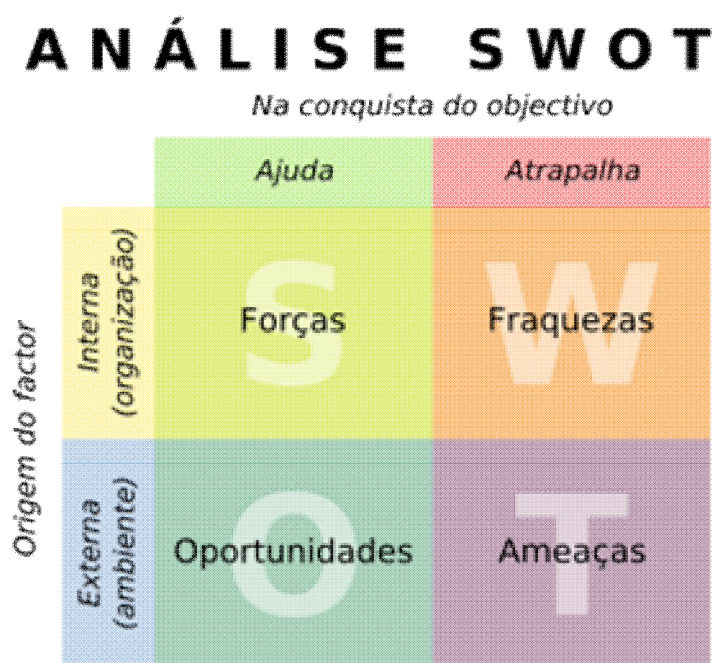 ANÁLISE SWOT
Na conquista do objectivo
Ajuda
Atrapalha
Origem do factor
Interna
(organização)
S
Forças
W
Fraquezas
Externa
(ambiente)
O
Oportunidades
T
Ameaças